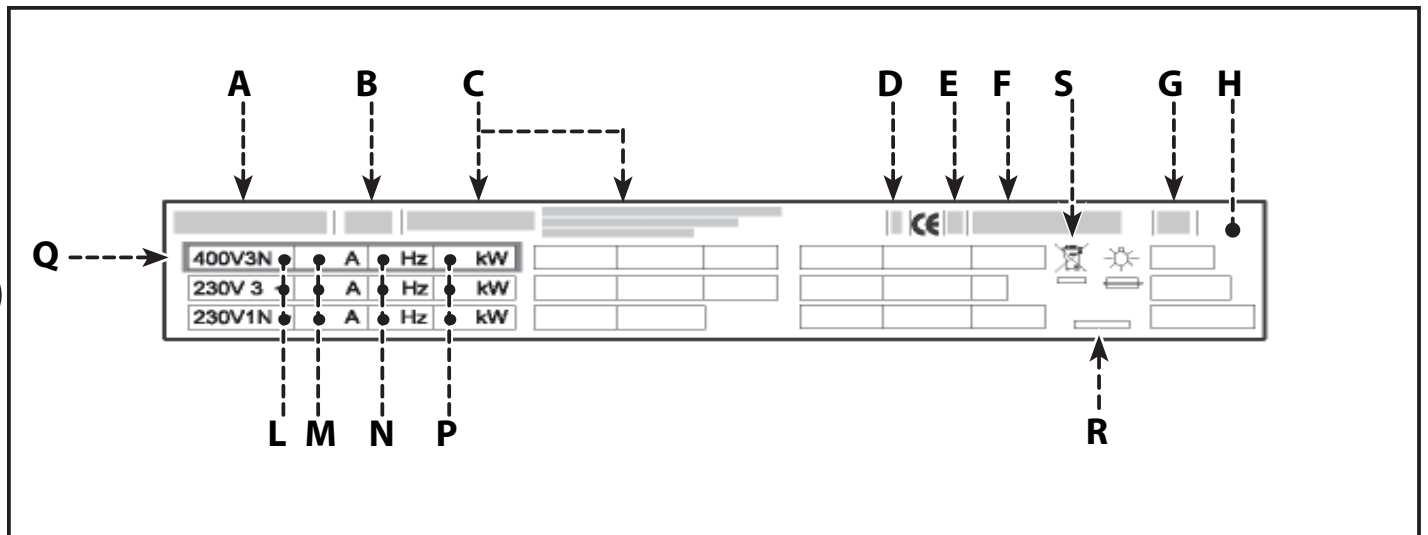 A B C D E F S G H
CE
Q
400V3N A Hz kW
230V 3 A Hz kW
230V1N A Hz kW
L M N P R